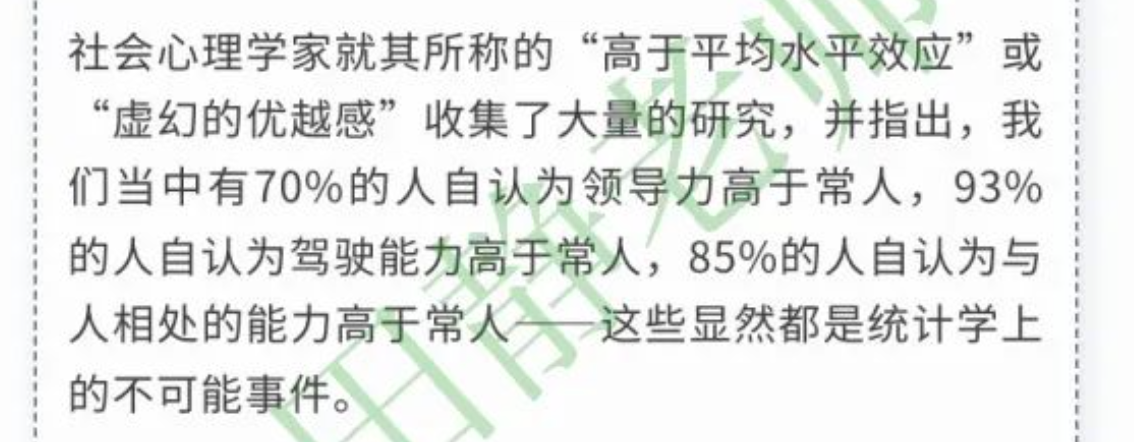 社会心理学家就其所称的“高于平均水平效应”或
“虚幻的优越感”收集了大量的研究，并指出，我
们当中有70%的人自认为领导力高于常人，93%
的人自认为驾驶能力高于常人，85%的人自认为与
人相处的能力高于常人——这些显然都是统计学上
的不可能事件。
田静老师